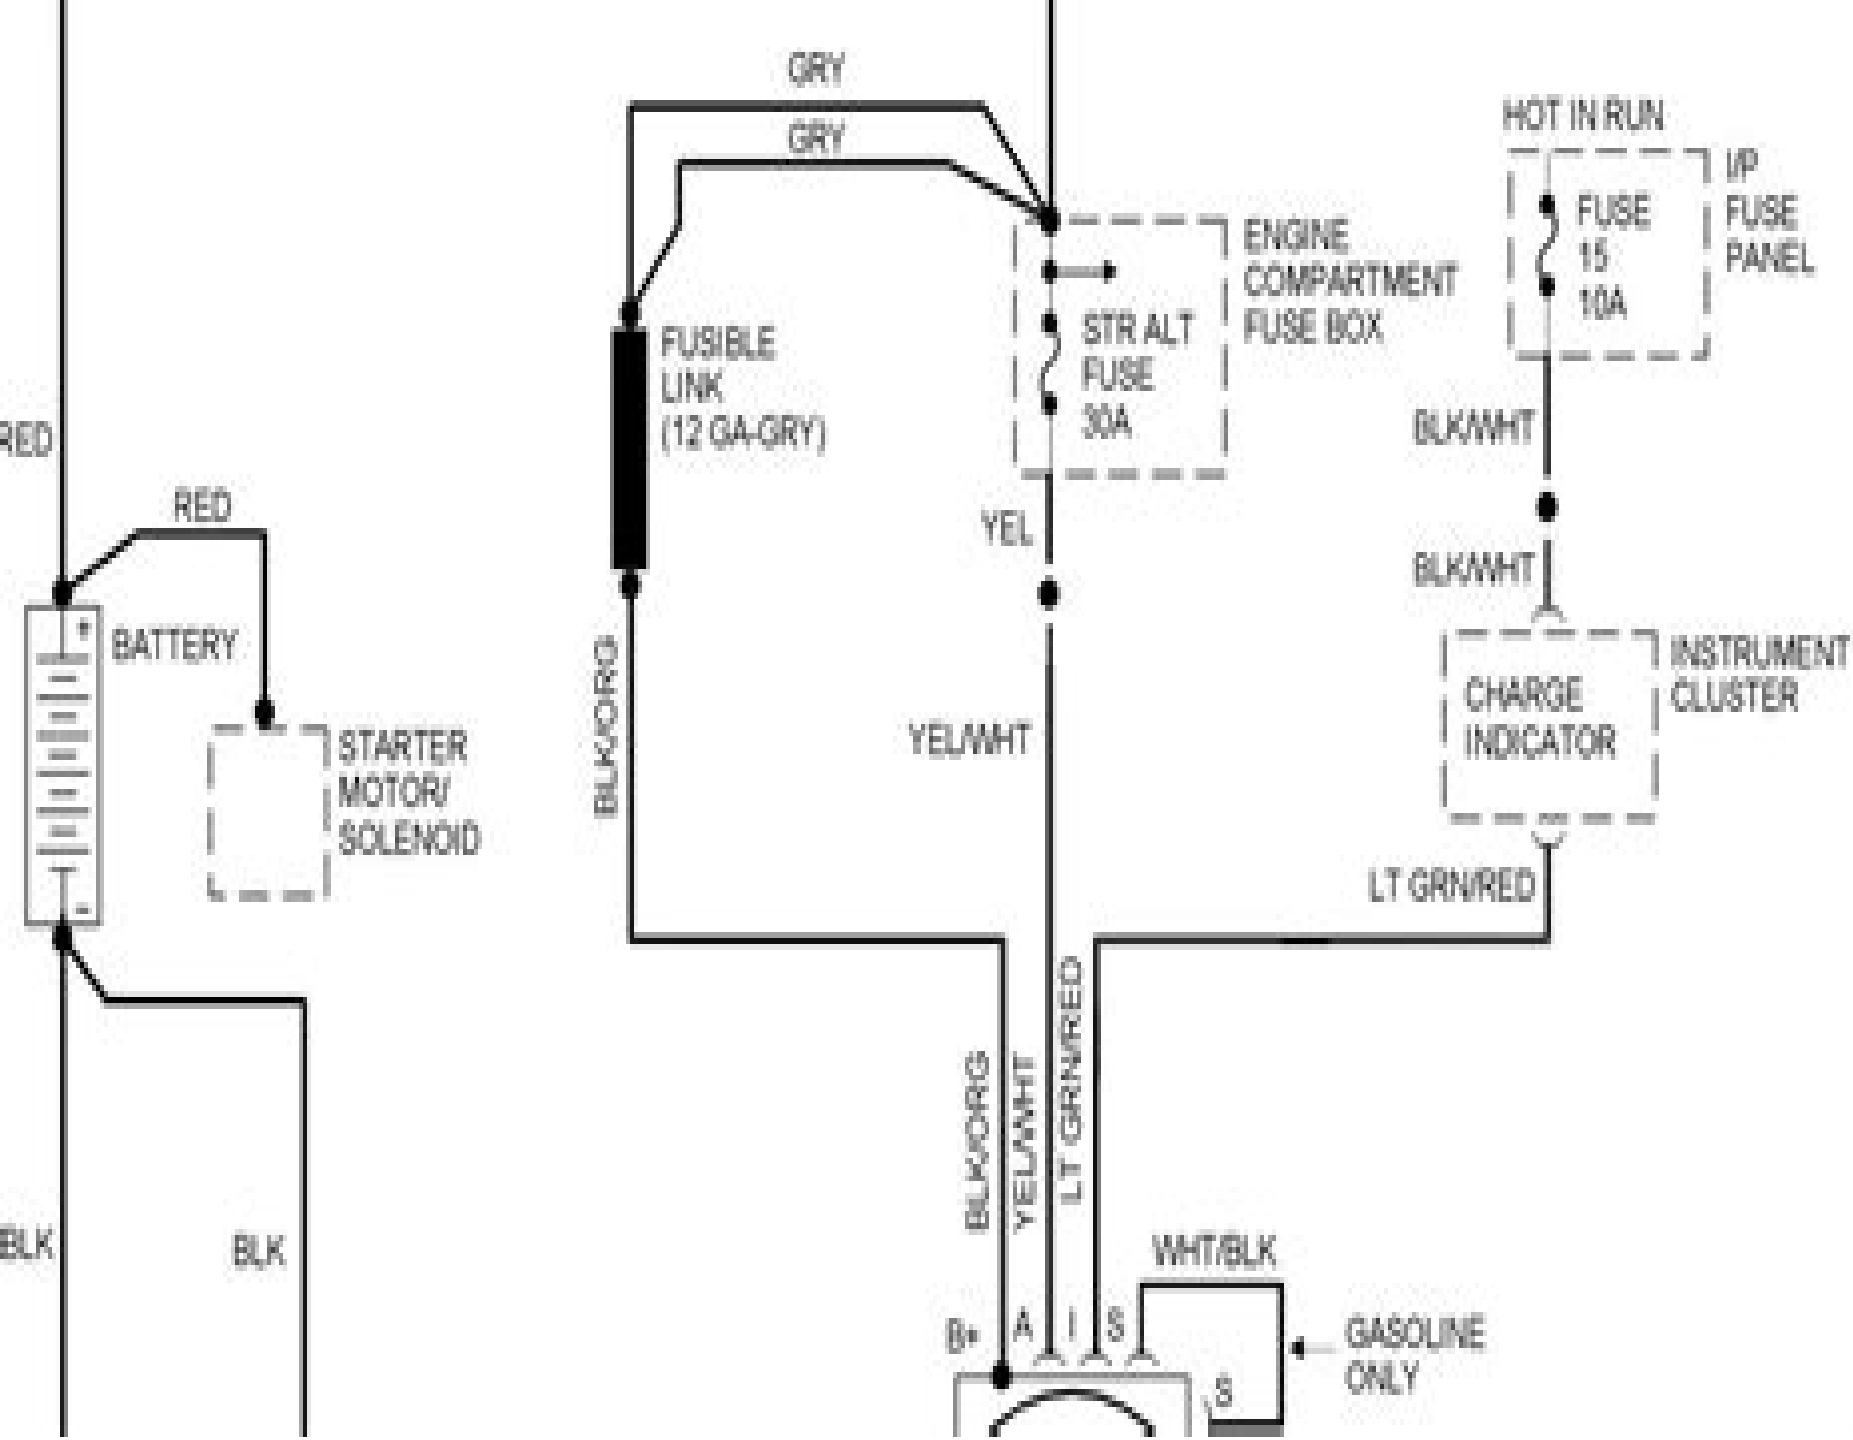 GRY
GRY
HOT IN RUN
I/P
FUSE
PANEL
FUSE
15
10A
ENGINE
COMPARTMENT
FUSE BOX
STR ALT
FUSE
30A
FUSIBLE
LINK
(12 GA-GRY)
RED
RED
BLK/WHT
YEL
BLK/WHT
+
BATTERY
-
STARTER
MOTOR/
SOLENOID
BLK/ORG
YEL/WHT
INSTRUMENT
CLUSTER
CHARGE
INDICATOR
LT GRN/RED
BLK/ORG
YEL/WHT
LT GRN/RED
BLK
BLK
WHT/BLK
B+
A
I
S
GASOLINE
ONLY
S